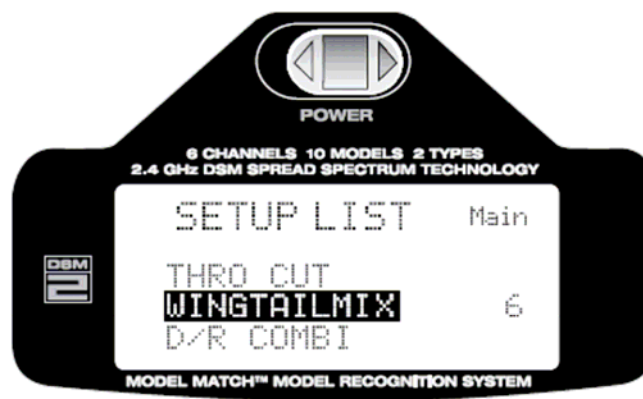 POWER
6 CHANNELS 10 MODELS 2 TYPES
2.4 GHz DSM SPREAD SPECTRUM TECHNOLOGY
SETUP LIST Main
THRO CUT
DSM
2
WINGTAILMIX 6
D/R COMBI
MODEL MATCH™ MODEL RECOGNITION SYSTEM